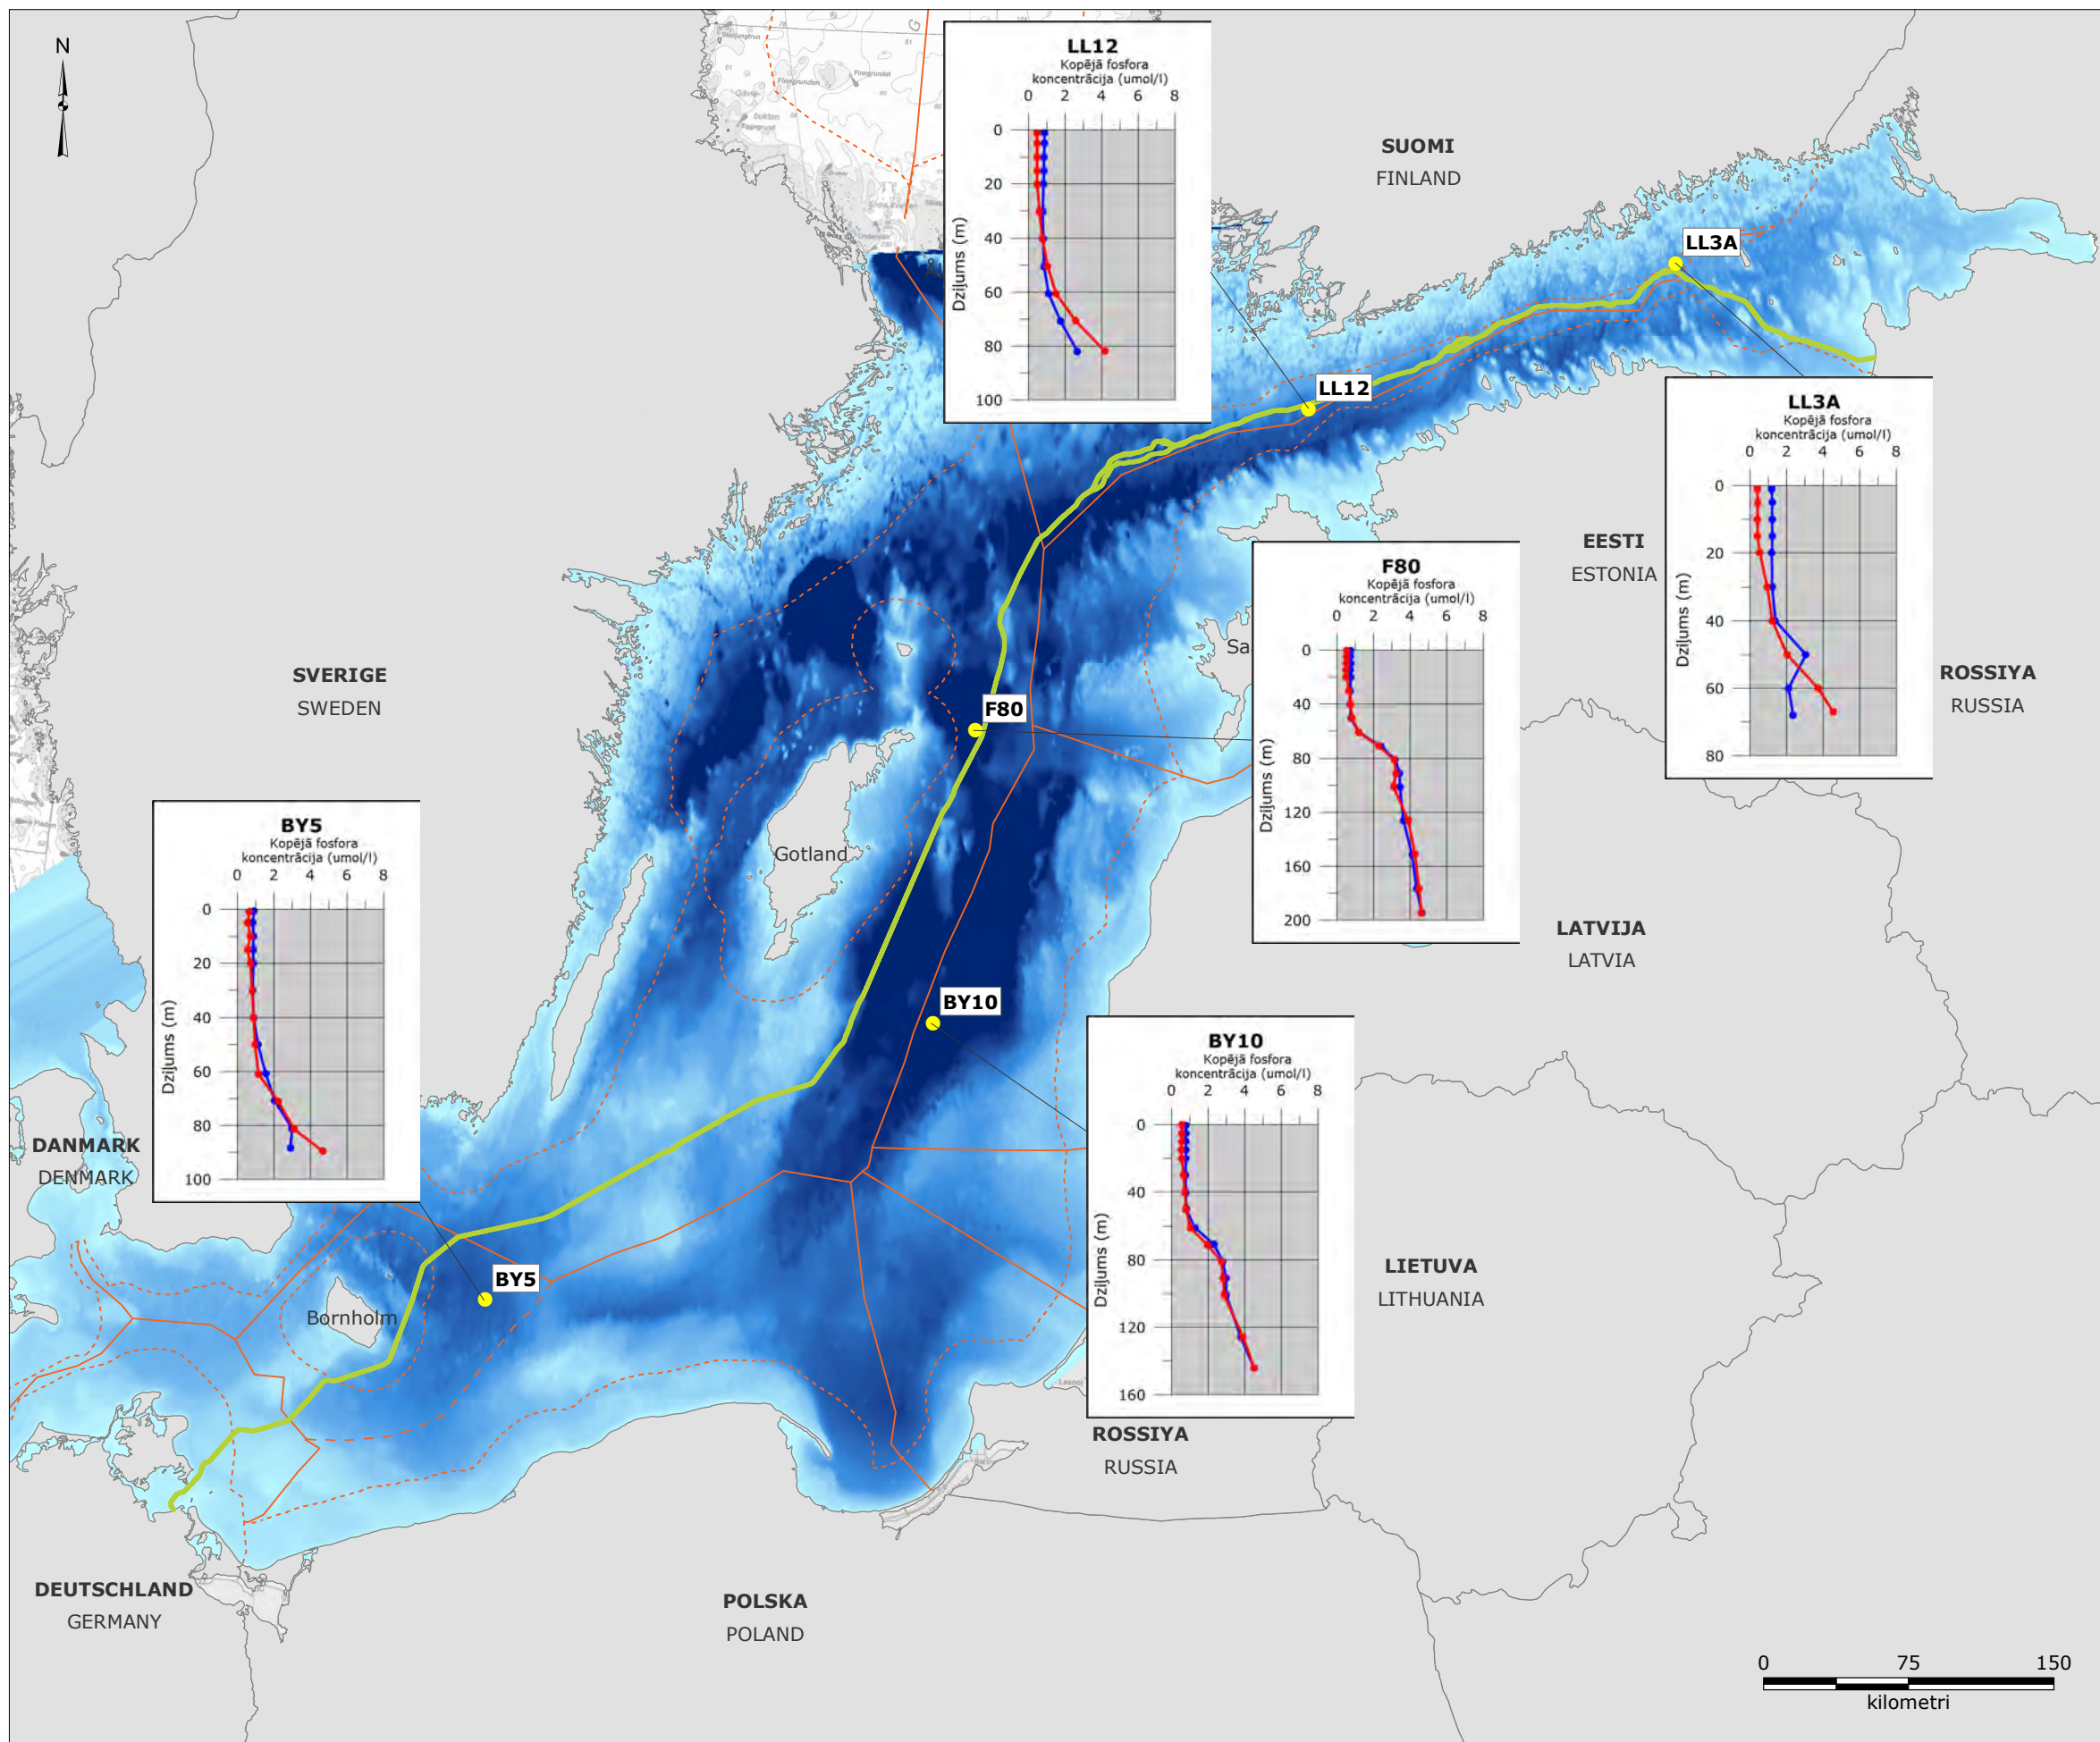 N
LL12
Kopējā fosfora
koncentrācija (umol/l)
0 2 4 6 8
Dziļums (m)
0
20
40
60
80
100
SUOMI
FINLAND
LL3A
LL12
LL3A
Kopējā fosfora
koncentrācija (umol/l)
0 2 4 6 8
Dziļums (m)
0
20
40
60
80
EESTI
ESTONIA
ROSSIYA
RUSSIA
F80
Kopējā fosfora
koncentrācija (umol/l)
0 2 4 6 8
Dziļums (m)
0
40
80
120
160
200
Sa
SVERIGE
SWEDEN
F80
Gotland
BY5
Kopējā fosfora
koncentrācija (umol/l)
0 2 4 6 8
Dziļums (m)
0
20
40
60
80
100
LATVIJA
LATVIA
BY10
BY10
Kopējā fosfora
koncentrācija (umol/l)
0 2 4 6 8
Dziļums (m)
0
40
80
120
160
DANMARK
DENMARK
BY5
Bornholm
LIETUVA
LITHUANIA
ROSSIYA
RUSSIA
DEUTSCHLAND
GERMANY
POLSKA
POLAND
0 75 150
kilometri